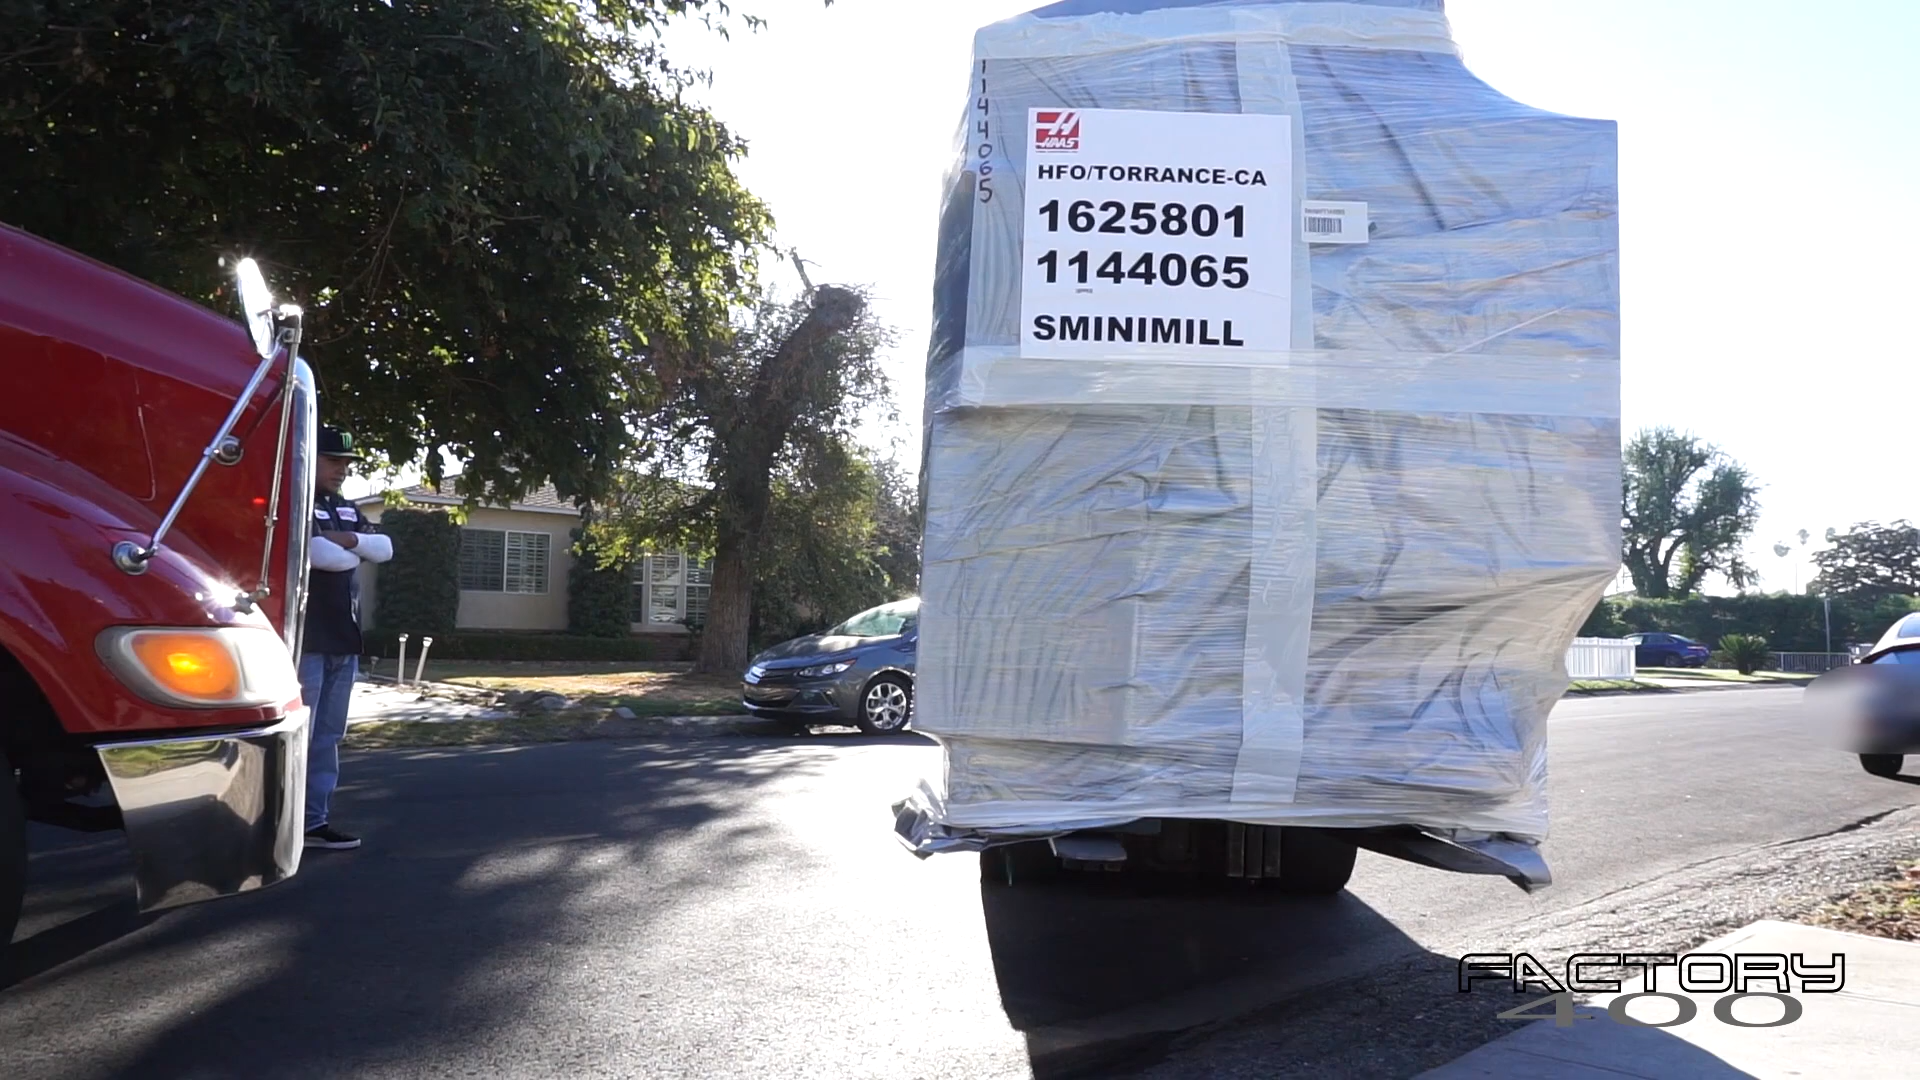 1144065
HAAS
HFO/TORRANCE-CA
1625801
1144065
SMINIMILL
FACTORY
400